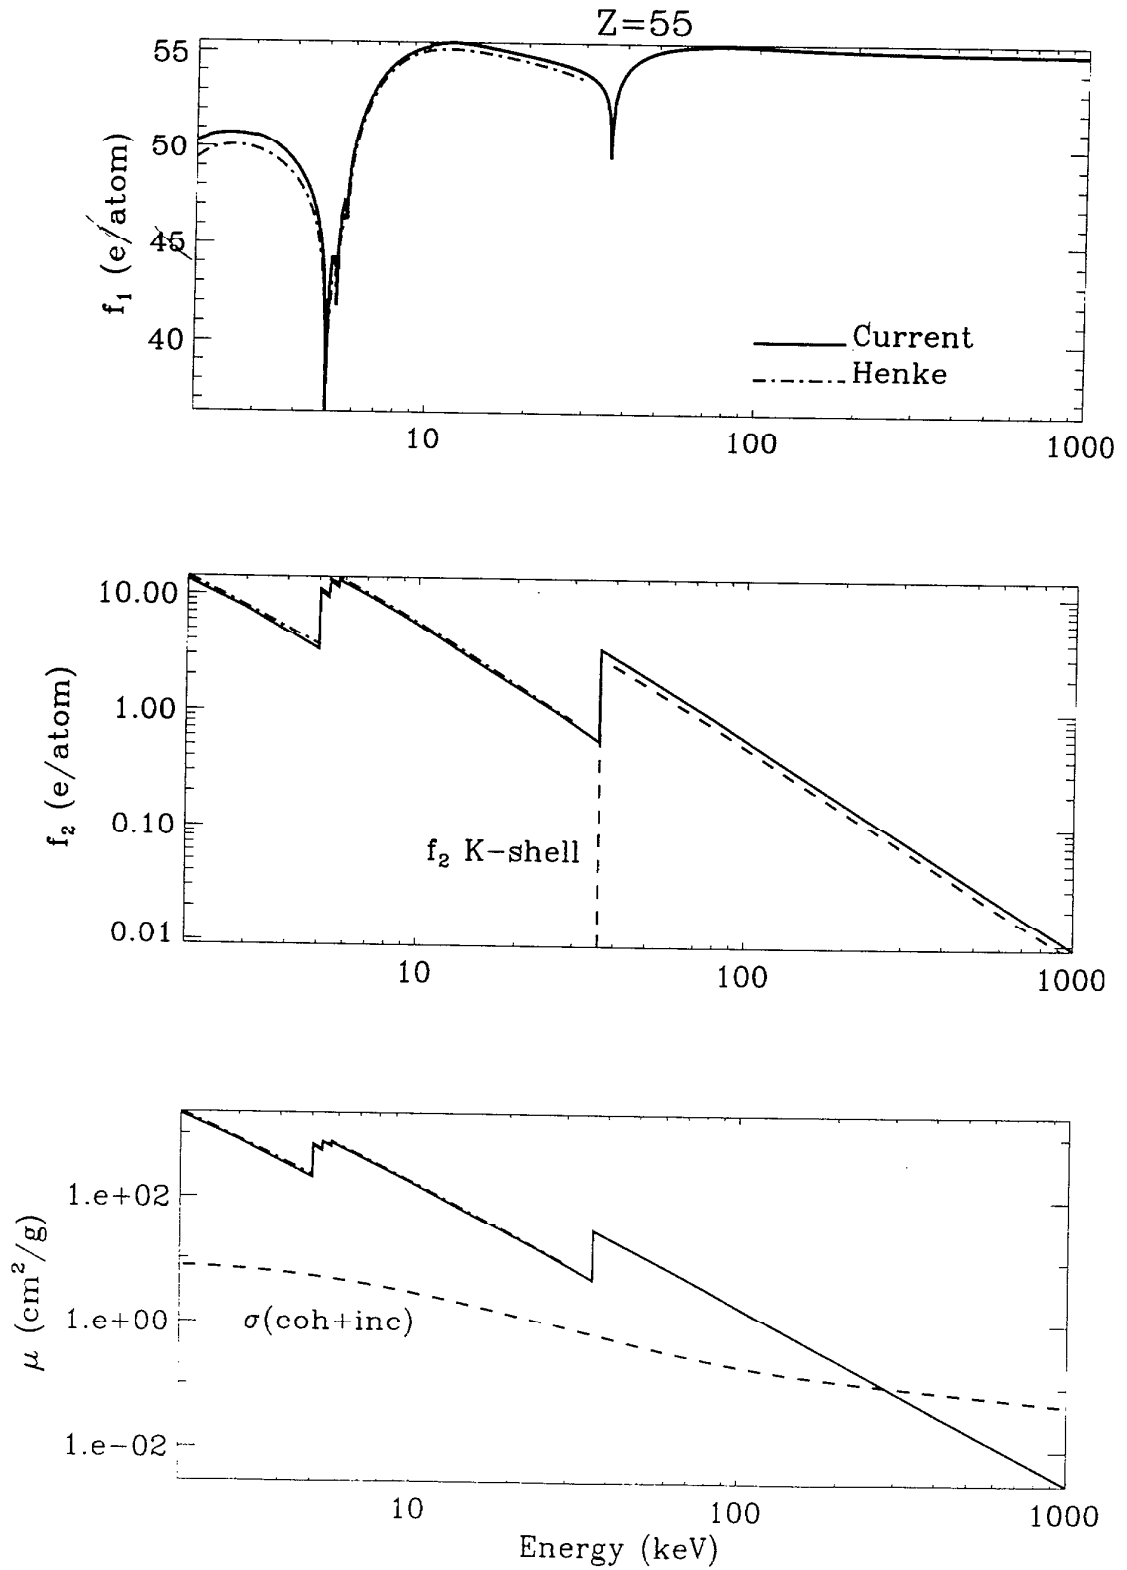 Z=55
55
50
45
40
f₁ (e/atom)
Current
Henke
10
100
1000
10.00
1.00
0.10
0.01
f₂ (e/atom)
f₂ K-shell
10
100
1000
1.e+02
1.e+00
1.e-02
μ (cm²/g)
σ(coh+inc)
10
100
1000
Energy (keV)